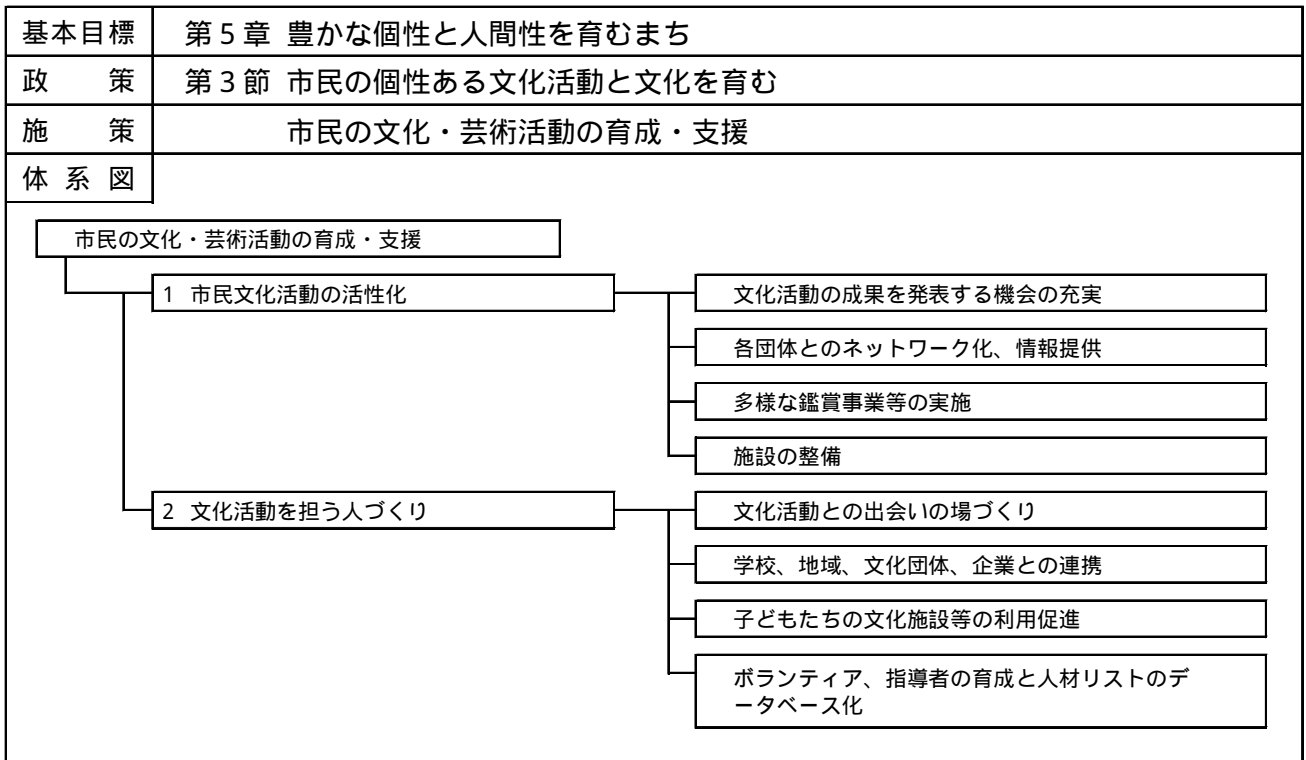 基本目標 第5章 豊かな個性と人間性を育むまち
政策 第3節 市民の個性ある文化活動と文化を育む
施策 市民の文化・芸術活動の育成・支援
体系図
市民の文化・芸術活動の育成・支援
1 市民文化活動の活性化
文化活動の成果を発表する機会の充実
各団体とのネットワーク化、情報提供
多様な鑑賞事業等の実施
施設の整備
2 文化活動を担う人づくり
文化活動との出会いの場づくり
学校、地域、文化団体、企業との連携
子どもたちの文化施設等の利用促進
ボランティア、指導者の育成と人材リストのデ
ータベース化